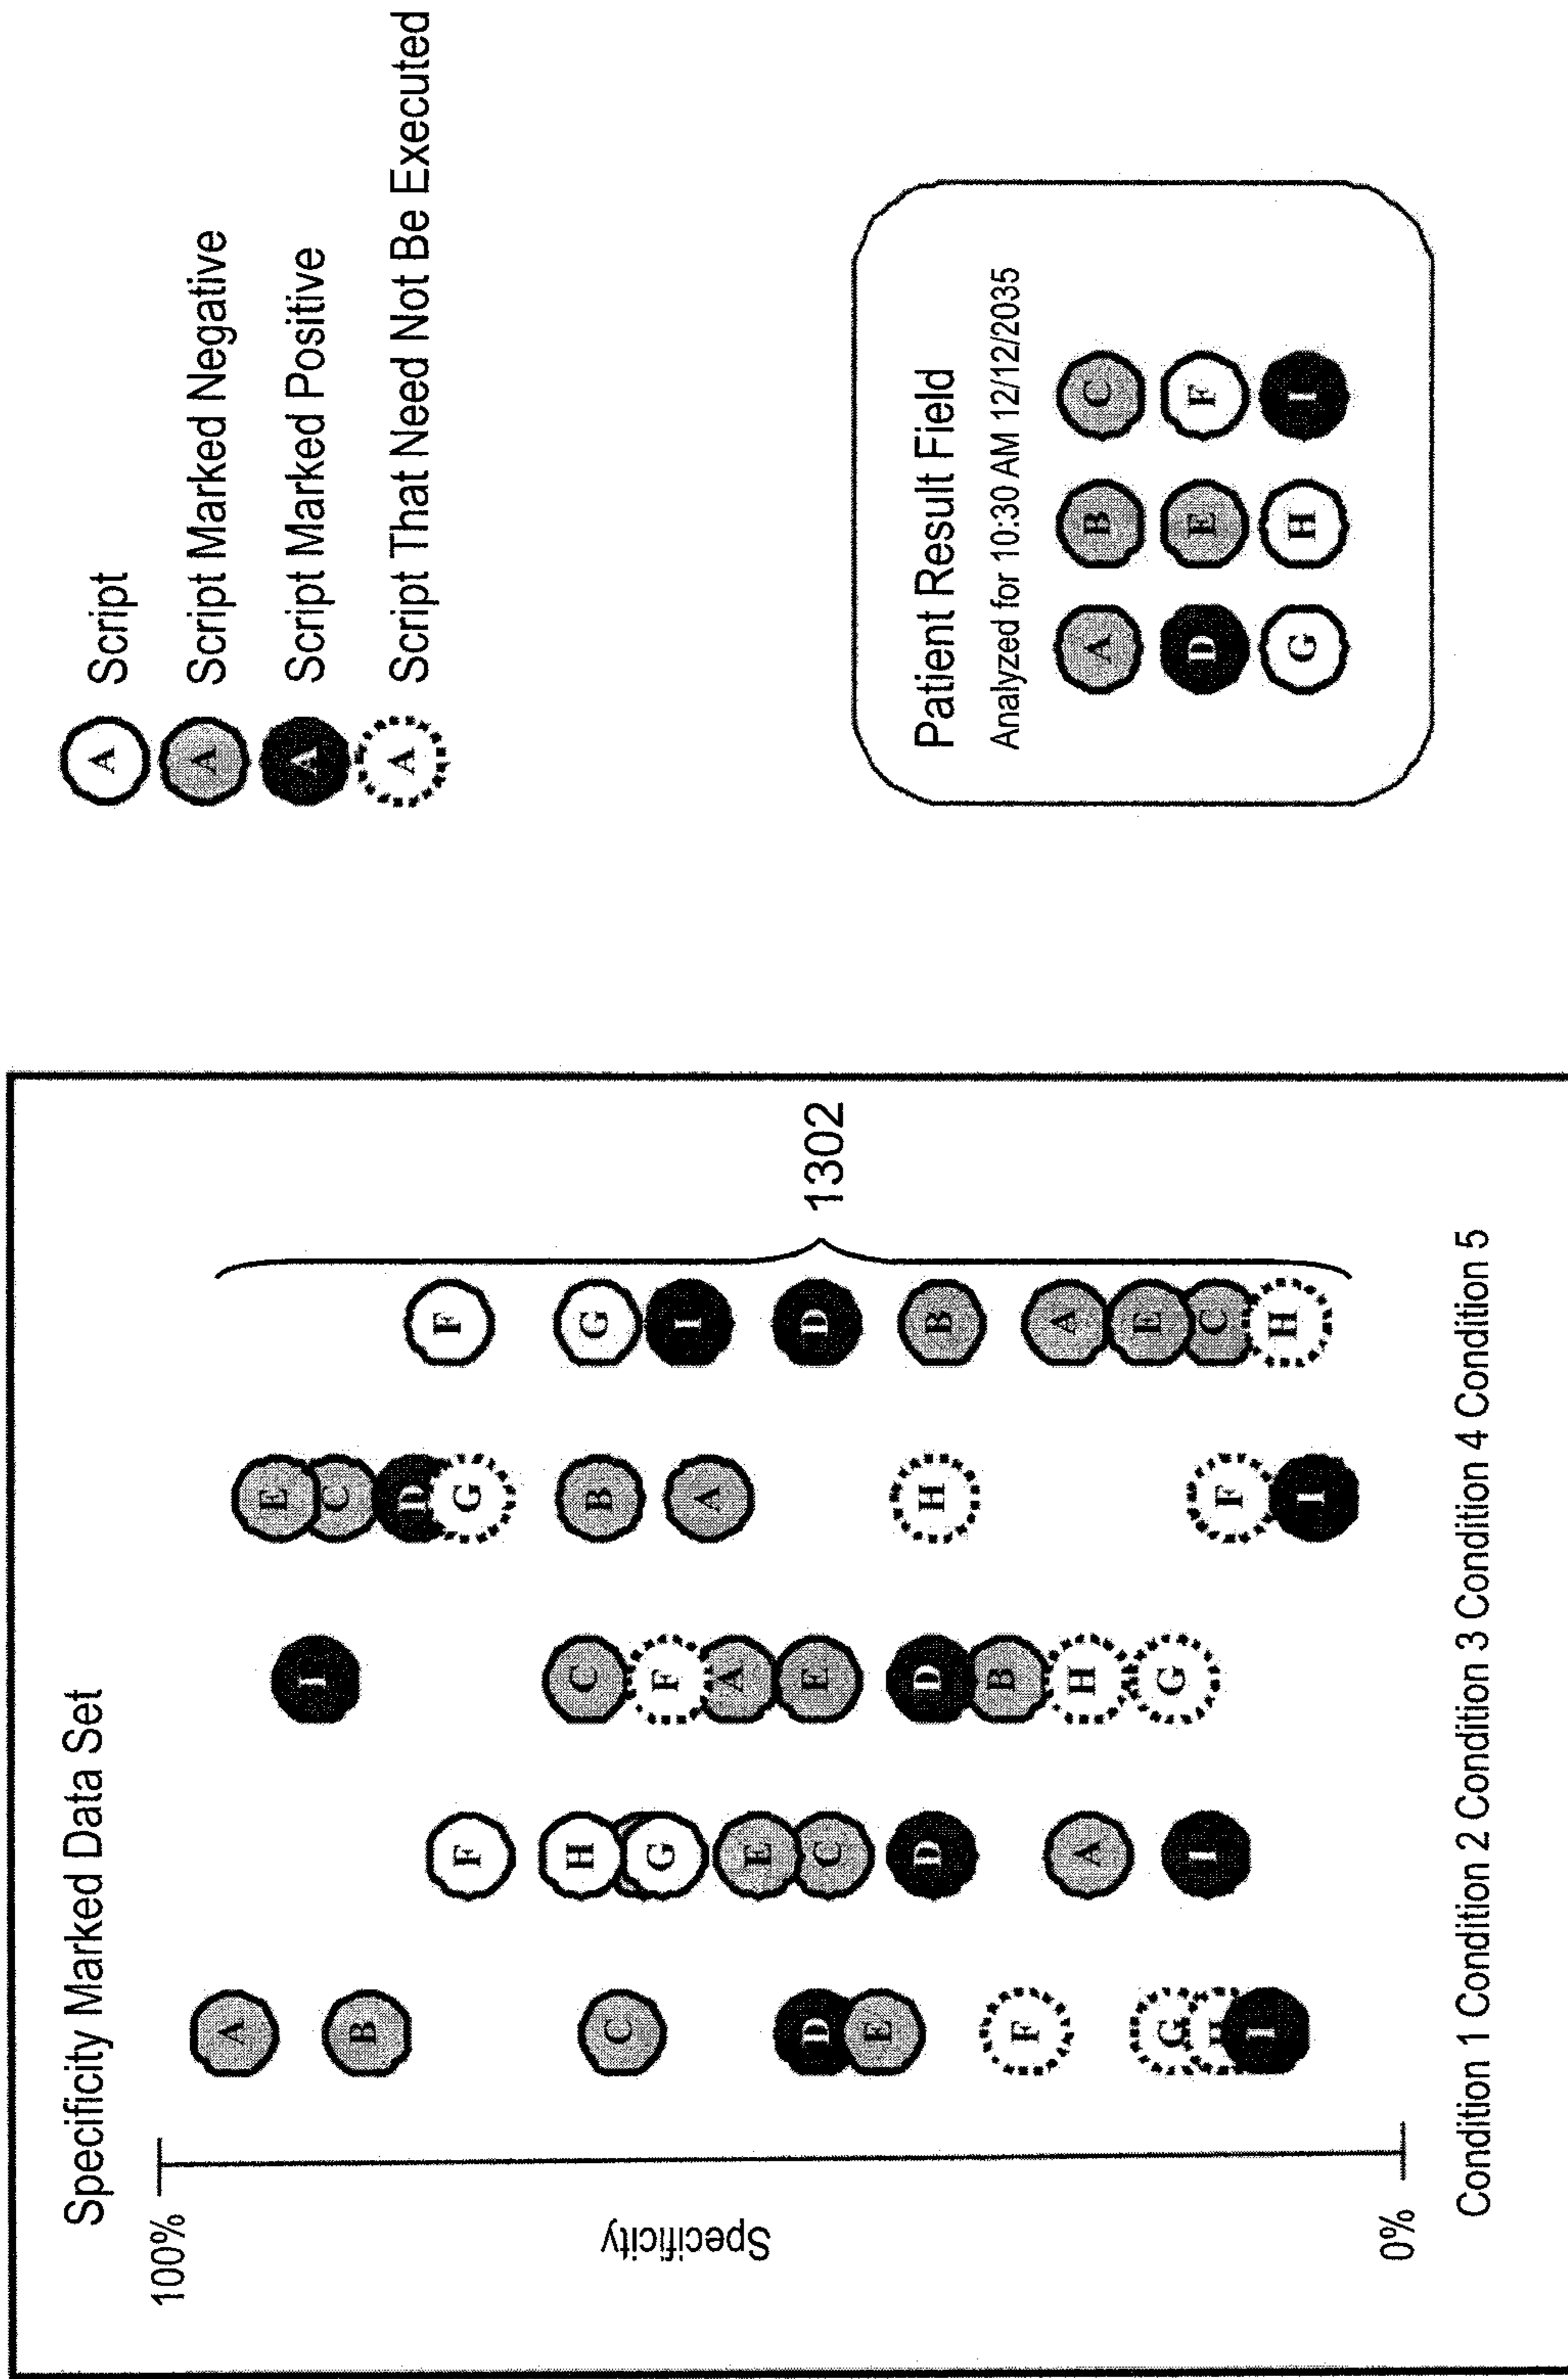 Specificity Marked Data Set
100%
Specificity
0%
A
B
C
D
E
F
G
H
I
F
H
G
E
C
D
A
I
I
C
F
A
E
D
B
H
G
E
C
D
G
B
A
H
F
I
F
G
I
D
B
A
E
C
H
1302
Condition 1 Condition 2 Condition 3 Condition 4 Condition 5
A Script
A Script Marked Negative
A Script Marked Positive
A Script That Need Not Be Executed
Patient Result Field
Analyzed for 10:30 AM 12/12/2035
A B C
D E F
G H I